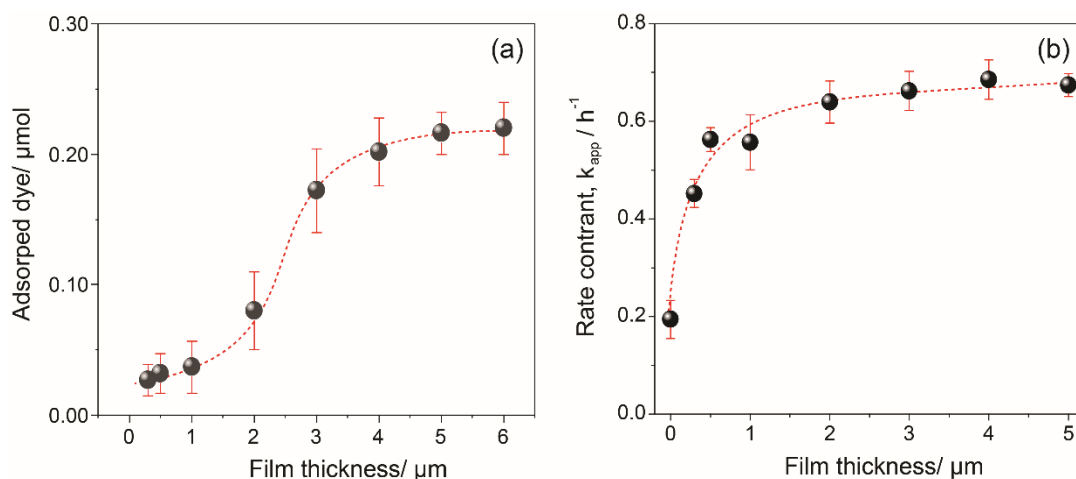 (a)
0.30
0.20
0.10
0.00
Adsorped dye/ µmol
0 1 2 3 4 5 6
Film thickness/ µm
(b)
0.8
0.6
0.4
0.2
0.0
Rate contrant, kapp / h-1
0 1 2 3 4 5
Film thickness/ µm